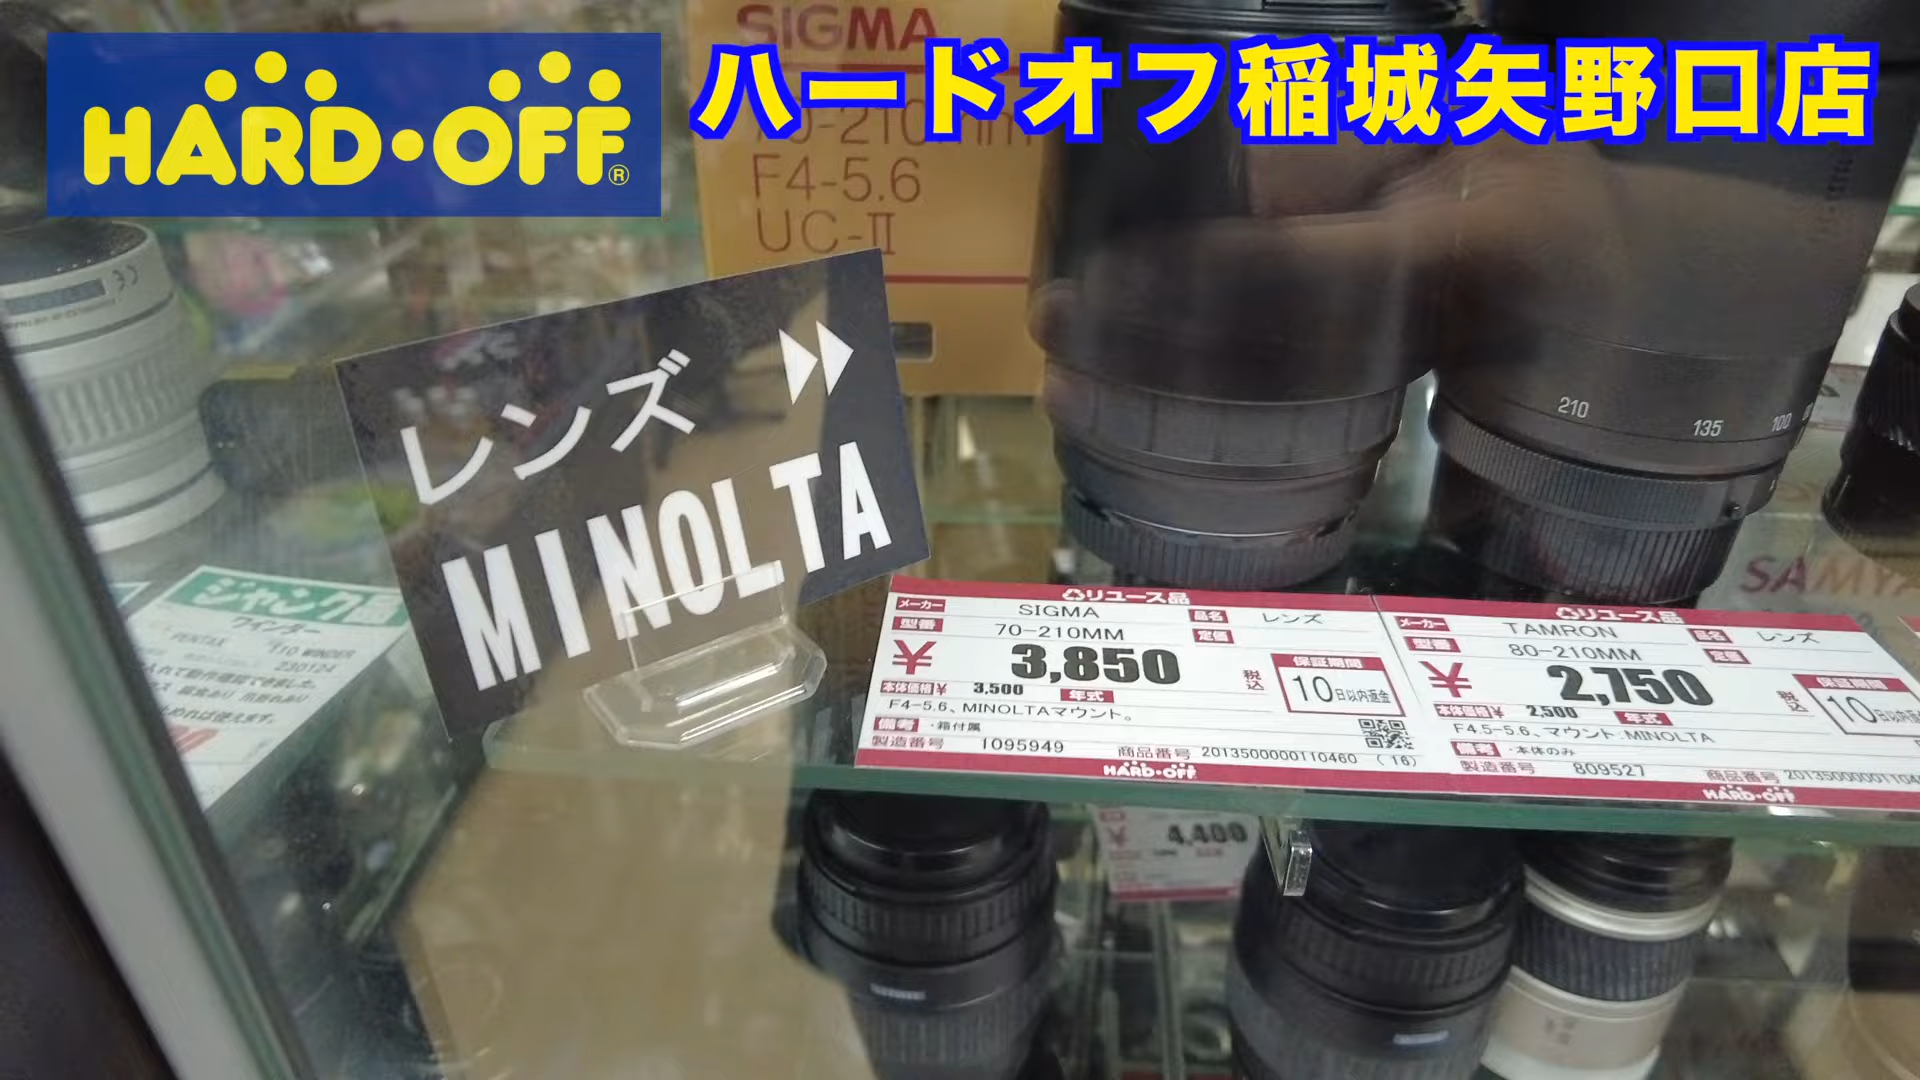 HARD・OFF®
ハードオフ稲城矢野口店
SIGMA
70-210mm
F4-5.6
UC-II
レンズ
MINOLTA
210
135
100
ジャンク品
ワインダー
PENTAX
230124
リユース品
メーカー SIGMA 品名 レンズ
型番 70-210MM 定価
¥3,850 税込
本体価格¥ 3,500 年式
保証期間
10日以内返金
F4-5.6、MINOLTAマウント。
備考 ・箱付属
製造番号 1095949 商品番号 2013500000110460 (16)
HARD・OFF
リユース品
メーカー TAMRON 品名 レンズ
型番 80-210MM 定価
¥2,750 税込
本体価格¥ 2,500 年式
保証期間
10日以内返金
F4.5-5.6、マウント:MINOLTA
備考 ・本体のみ
製造番号 809527 商品番号
HARD・OFF
¥4,400